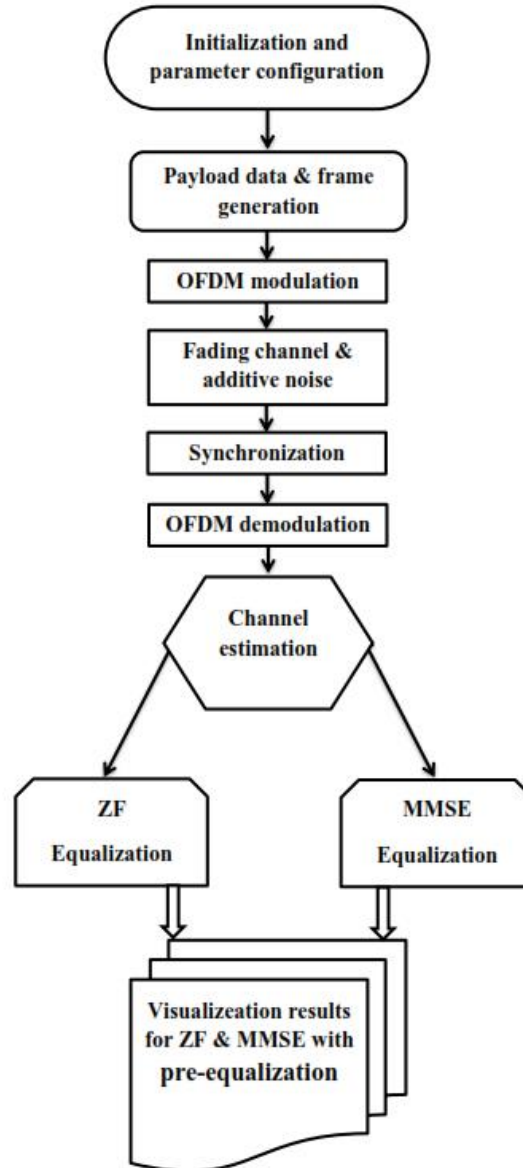 Initialization and
parameter configuration
Payload data & frame
generation
OFDM modulation
Fading channel &
additive noise
Synchronization
OFDM demodulation
Channel
estimation
ZF
Equalization
MMSE
Equalization
Visualizeation results
for ZF & MMSE with
pre-equalization